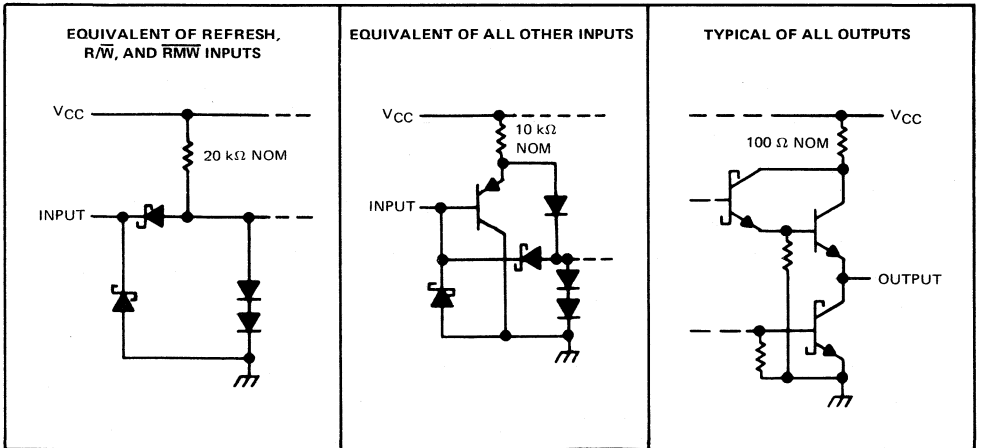 EQUIVALENT OF REFRESH,
R/W̅, AND R̅M̅W̅ INPUTS
VCC
20 kΩ NOM
INPUT
EQUIVALENT OF ALL OTHER INPUTS
VCC
10 kΩ
NOM
INPUT
TYPICAL OF ALL OUTPUTS
VCC
100 Ω NOM
OUTPUT